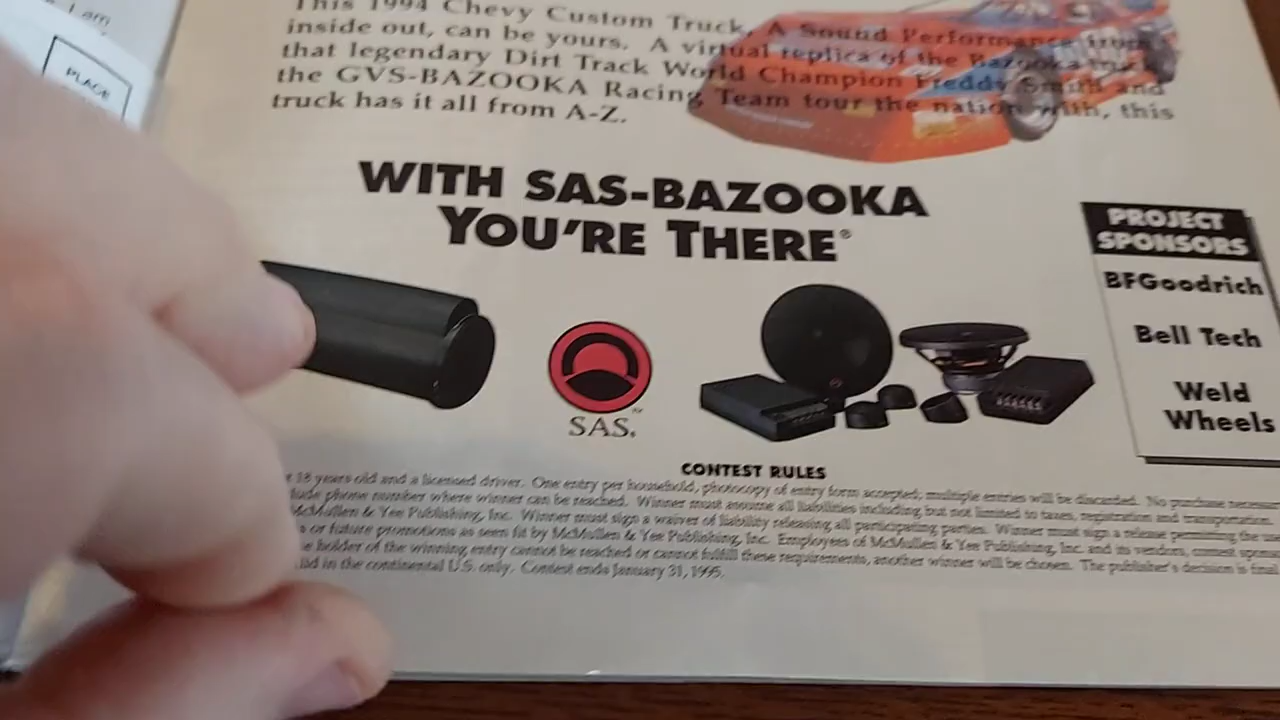 I am
PLACE
This 1994 Chevy Custom Truck, A Sound Performance from
inside out, can be yours. A virtual replica of the Bazooka truck
that legendary Dirt Track World Champion Freddy Smith and
the GVS-BAZOOKA Racing Team tour the nation with, this
truck has it all from A-Z.
WITH SAS-BAZOOKA
YOU'RE THERE®
PROJECT
SPONSORS
BFGoodrich
Bell Tech
Weld
Wheels
SAS.™
CONTEST RULES
18 years old and a licensed driver. One entry per household, photocopy of entry form accepted; multiple entries will be discarded. No purchase
phone number where winner can be reached. Winner must assume all liabilities including but not limited to taxes, registration and transportation.
McMullen & Yee Publishing, Inc. Winner must sign a waiver of liability releasing all participating parties. Winner must sign a release permitting the
or future promotions as seen fit by McMullen & Yee Publishing, Inc. Employees of McMullen & Yee Publishing, Inc. and its vendors, contest
holder of the winning entry cannot be reached or cannot fulfill these requirements, another winner will be chosen. The publisher's decision is final
in the continental U.S. only. Contest ends January 31, 1995.